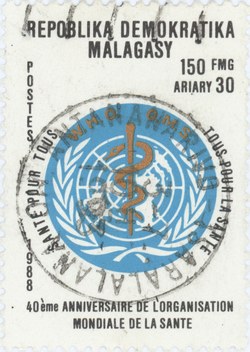 REPOBLIKA DEMOKRATIKA
MALAGASY
150 FMG
ARIARY 30
POSTES 1988
SANTE POUR TOUS
TOUS POUR LA SANTE
ANTANANARIVO
40ème ANNIVERSAIRE DE L'ORGANISATION
MONDIALE DE LA SANTE